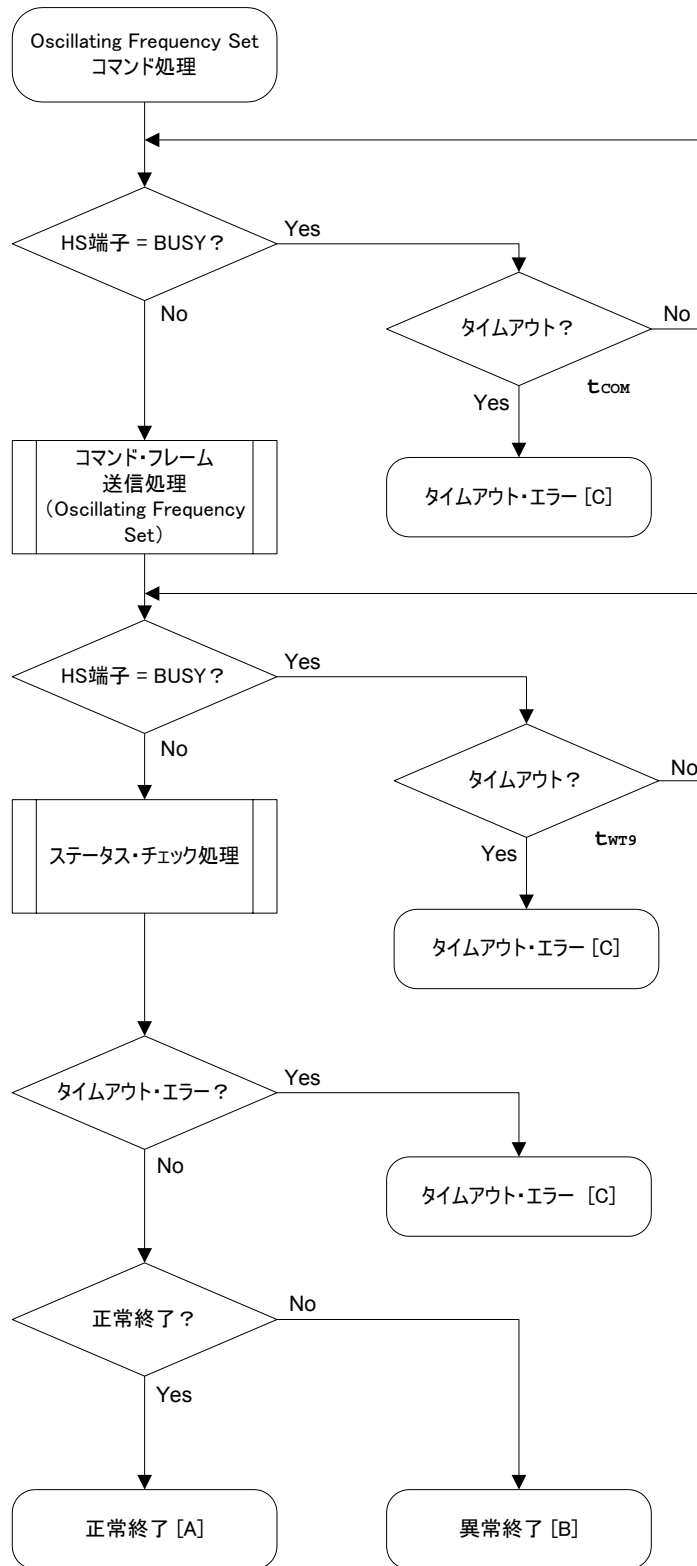 Oscillating Frequency Set
コマンド処理
HS端子 = BUSY？
Yes
No
タイムアウト？
No
tCOM
Yes
タイムアウト・エラー [C]
コマンド・フレーム
送信処理
（Oscillating Frequency
Set）
HS端子 = BUSY？
Yes
No
タイムアウト？
No
tWT9
Yes
タイムアウト・エラー [C]
ステータス・チェック処理
タイムアウト・エラー？
Yes
No
タイムアウト・エラー [C]
正常終了？
No
Yes
正常終了 [A]
異常終了 [B]